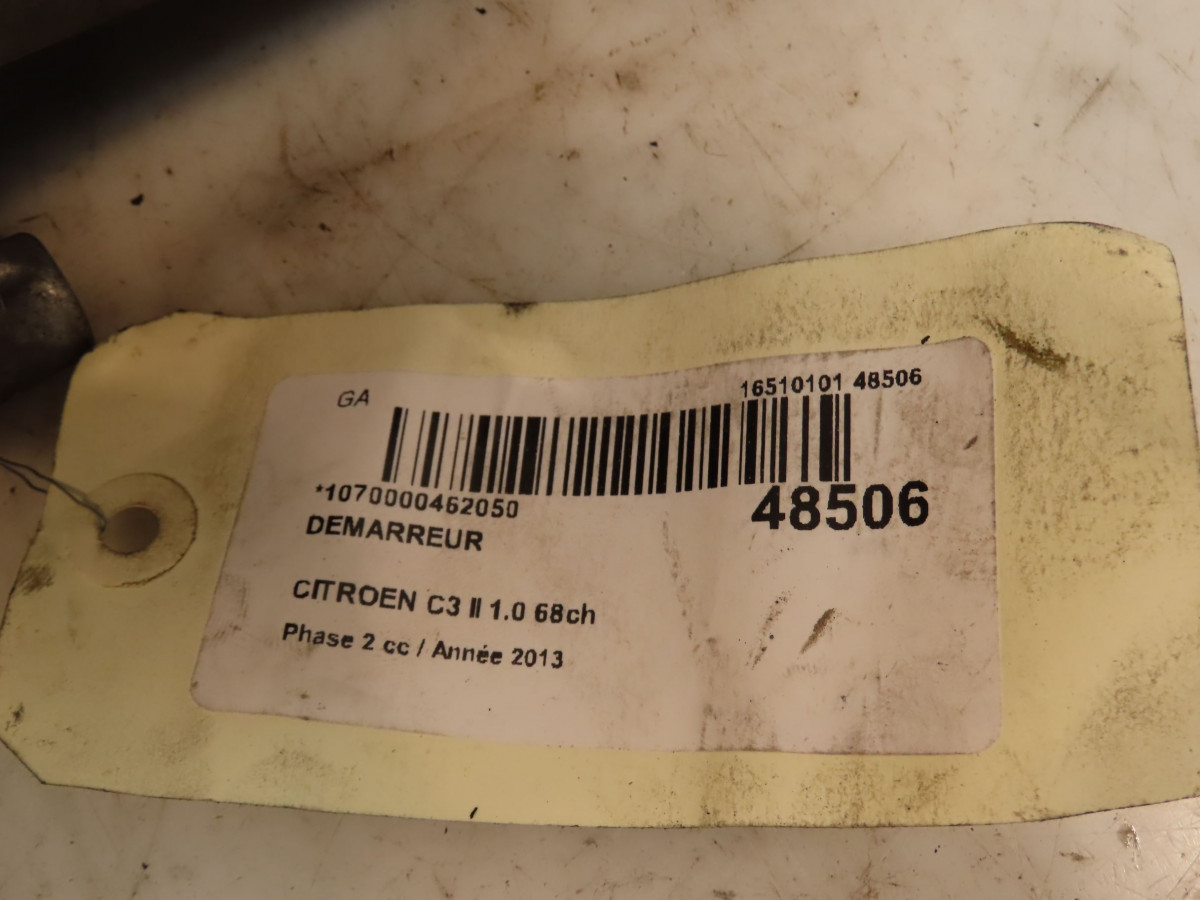 GA
16510101 48506
*1070000462050
48506
DEMARREUR
CITROEN C3 II 1.0 68ch
Phase 2 cc / Année 2013